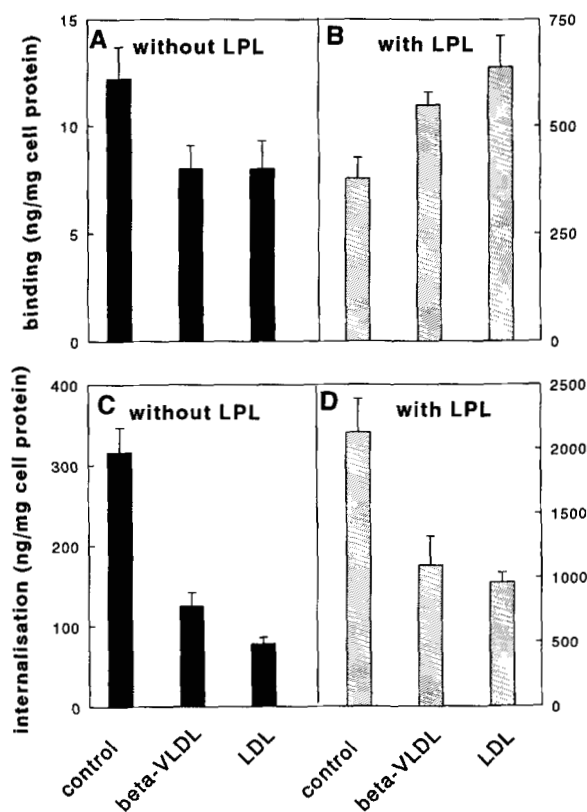 binding (ng/mg cell protein)
15
10
5
0
A without LPL
B with LPL
750
500
250
0
internalisation (ng/mg cell protein)
400
300
200
100
0
C without LPL
D with LPL
2500
2000
1500
1000
500
0
control
beta-VLDL
LDL
control
beta-VLDL
LDL